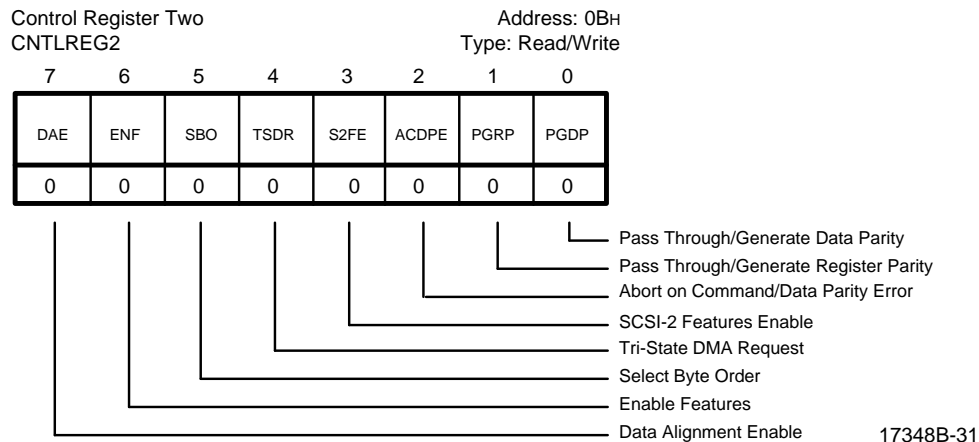 Control Register Two Address: 0BH
CNTLREG2 Type: Read/Write
7 6 5 4 3 2 1 0
DAE ENF SBO TSDR S2FE ACDPE PGRP PGDP
0 0 0 0 0 0 0 0
Pass Through/Generate Data Parity
Pass Through/Generate Register Parity
Abort on Command/Data Parity Error
SCSI-2 Features Enable
Tri-State DMA Request
Select Byte Order
Enable Features
Data Alignment Enable 17348B-31